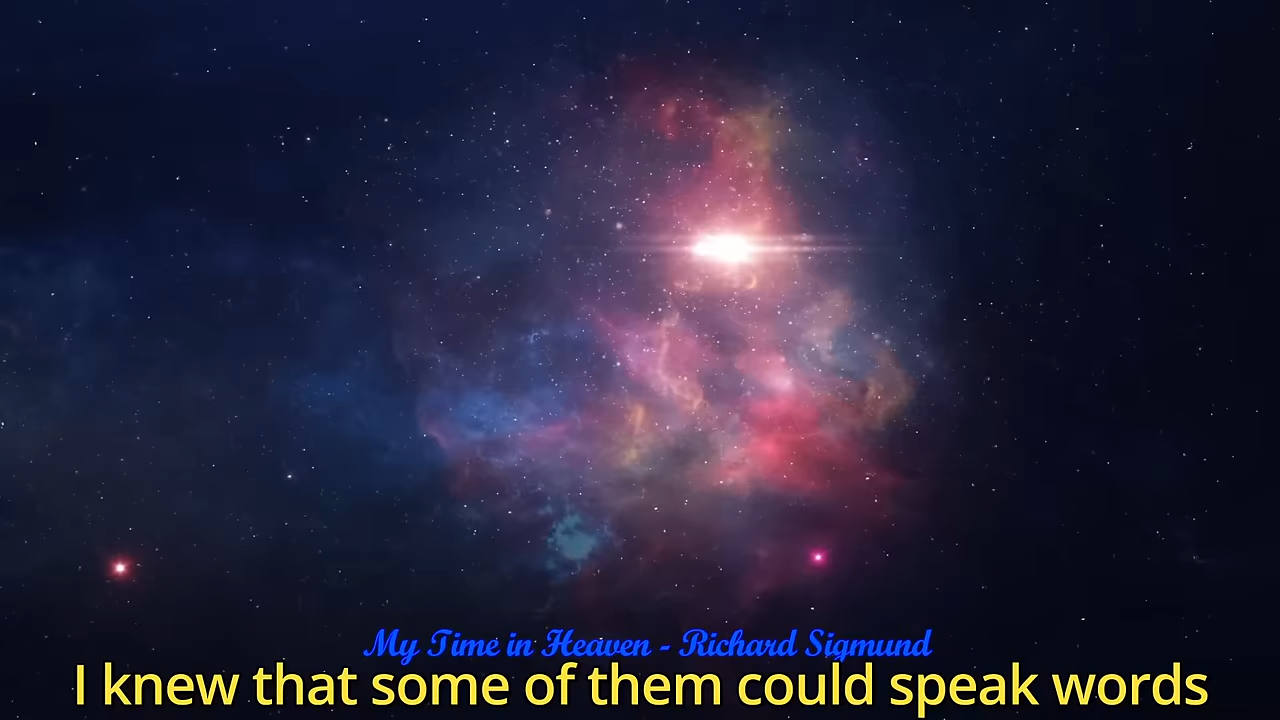 My Time in Heaven - Richard Sigmund
I knew that some of them could speak words